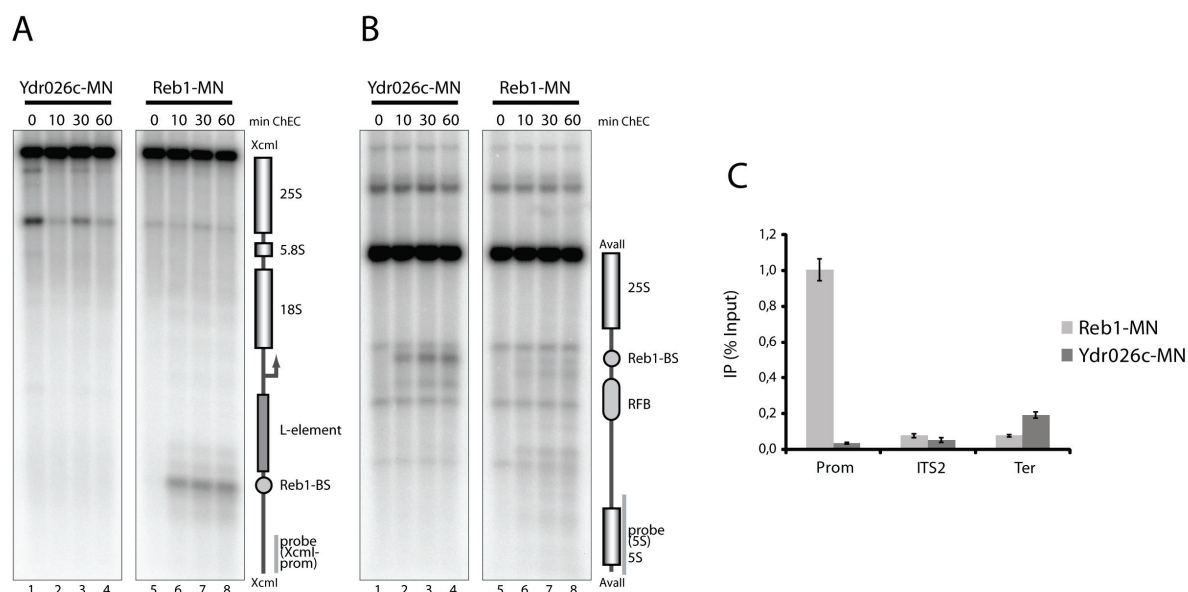 A
Ydr026c-MN Reb1-MN
0 10 30 60 0 10 30 60 min ChEC
XcmI
25S
5.8S
18S
L-element
Reb1-BS
probe
(XcmI-
prom)
XcmI
1 2 3 4 5 6 7 8
B
Ydr026c-MN Reb1-MN
0 10 30 60 0 10 30 60 min ChEC
AvaII
25S
Reb1-BS
RFB
probe
(5S)
5S
AvaII
1 2 3 4 5 6 7 8
C
IP (% Input)
1,2
1,0
0,8
0,6
0,4
0,2
0,0
Prom ITS2 Ter
Reb1-MN
Ydr026c-MN